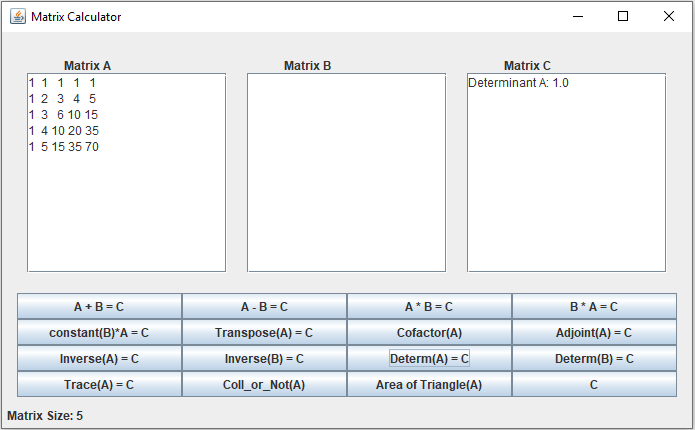 Matrix Calculator
Matrix A Matrix B Matrix C
1 1 1 1 1
1 2 3 4 5
1 3 6 10 15
1 4 10 20 35
1 5 15 35 70
Determinant A: 1.0
A + B = C A - B = C A * B = C B * A = C
constant(B)*A = C Transpose(A) = C Cofactor(A) Adjoint(A) = C
Inverse(A) = C Inverse(B) = C Determ(A) = C Determ(B) = C
Trace(A) = C Coll_or_Not(A) Area of Triangle(A) C
Matrix Size: 5